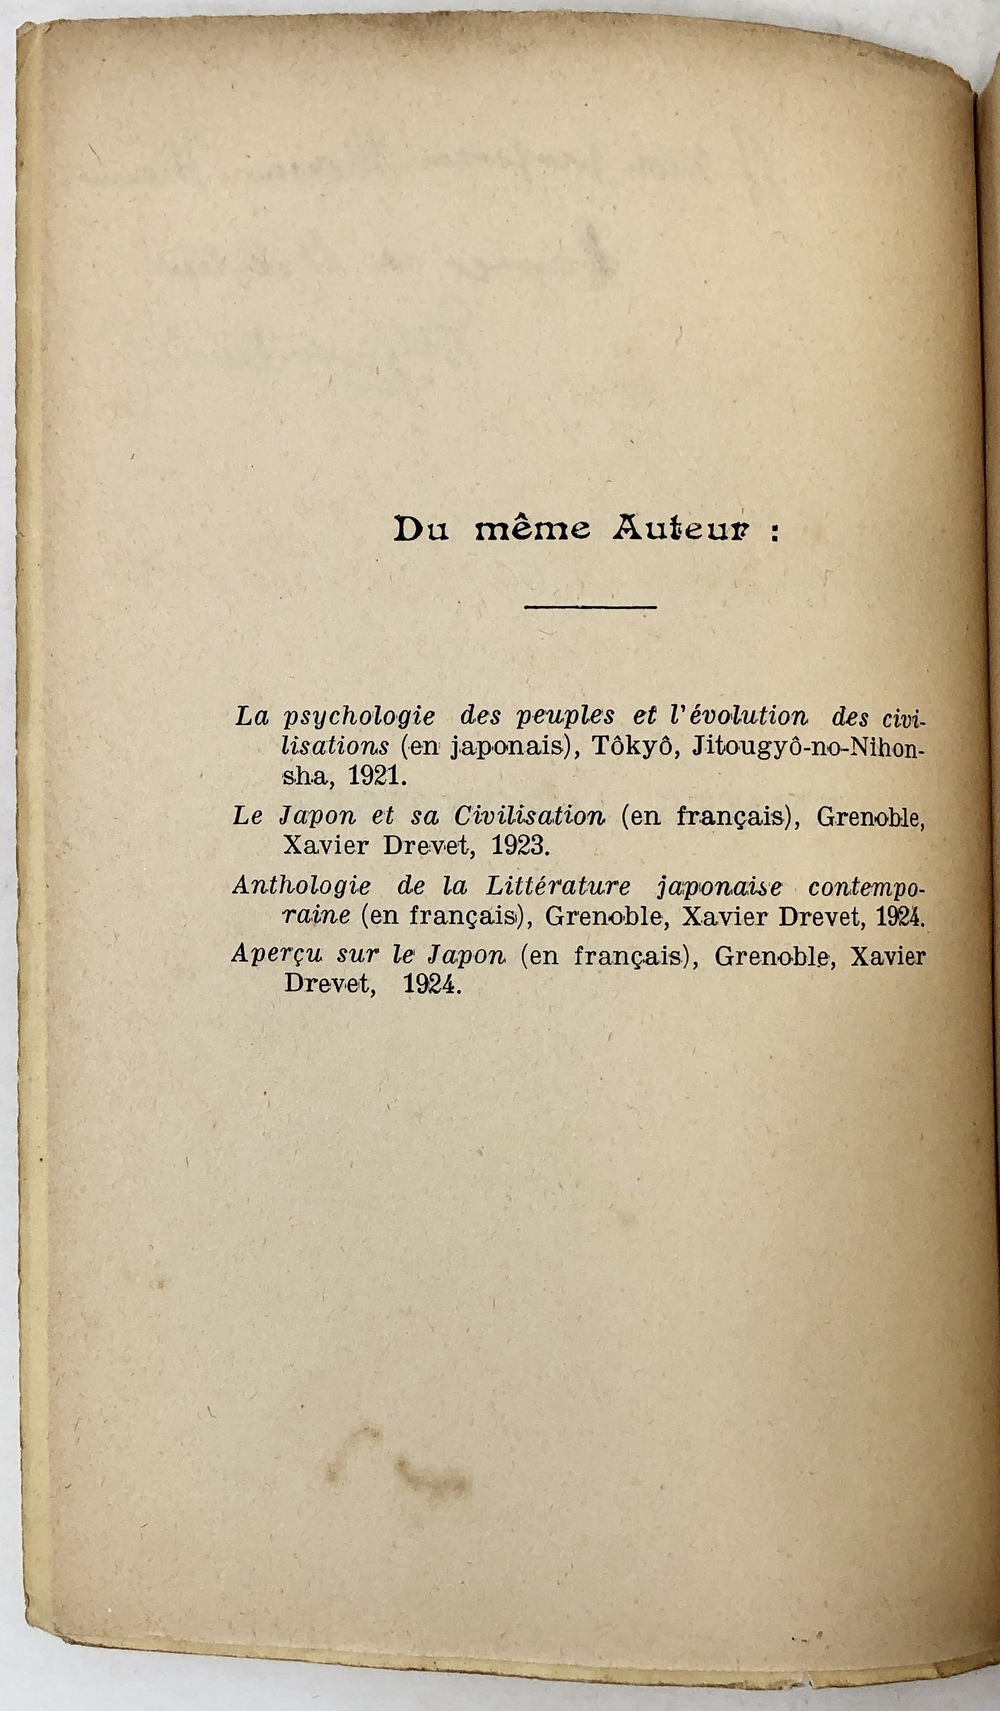 Du même Auteur :
La psychologie des peuples et l'évolution des civi-
lisations (en japonais), Tôkyô, Jitougyô-no-Nihon-
sha, 1921.
Le Japon et sa Civilisation (en français), Grenoble,
Xavier Drevet, 1923.
Anthologie de la Littérature japonaise contempo-
raine (en français), Grenoble, Xavier Drevet, 1924.
Aperçu sur le Japon (en français), Grenoble, Xavier
Drevet, 1924.